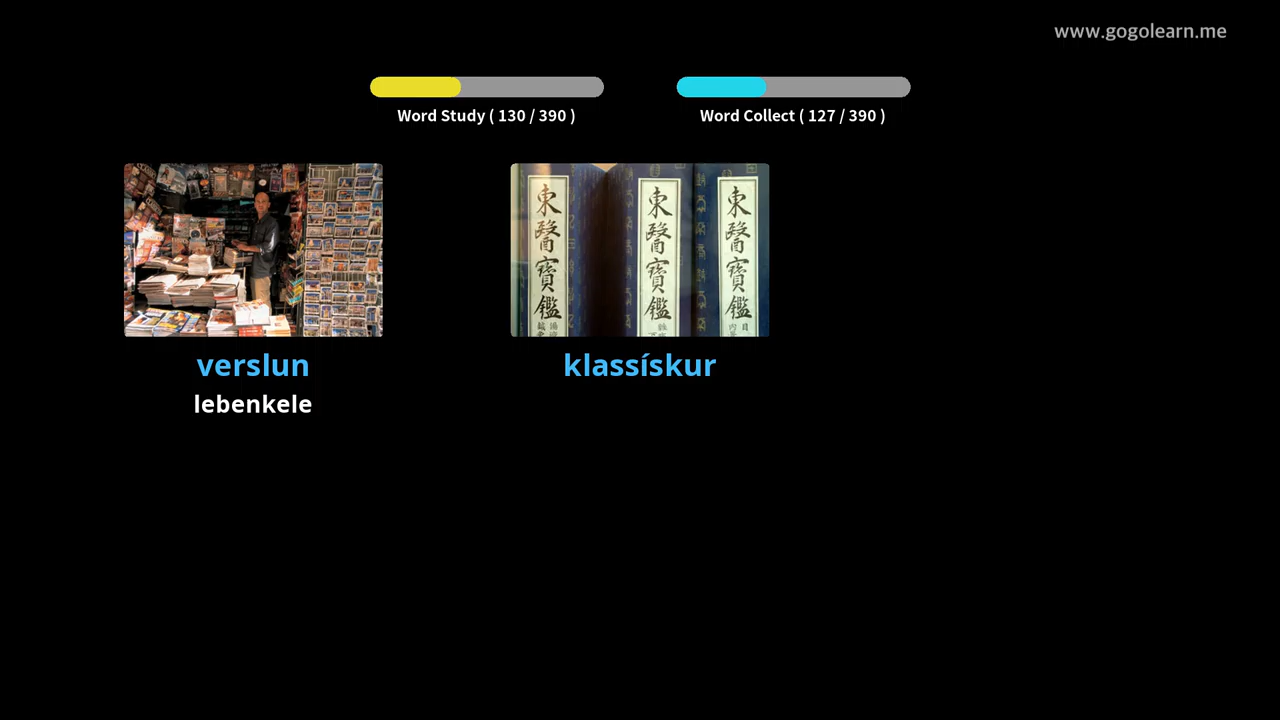 www.gogolearn.me
Word Study ( 130 / 390 )
Word Collect ( 127 / 390 )
東醫寶鑑
東醫寶鑑
東醫寶鑑
verslun
klassískur
lebenkele